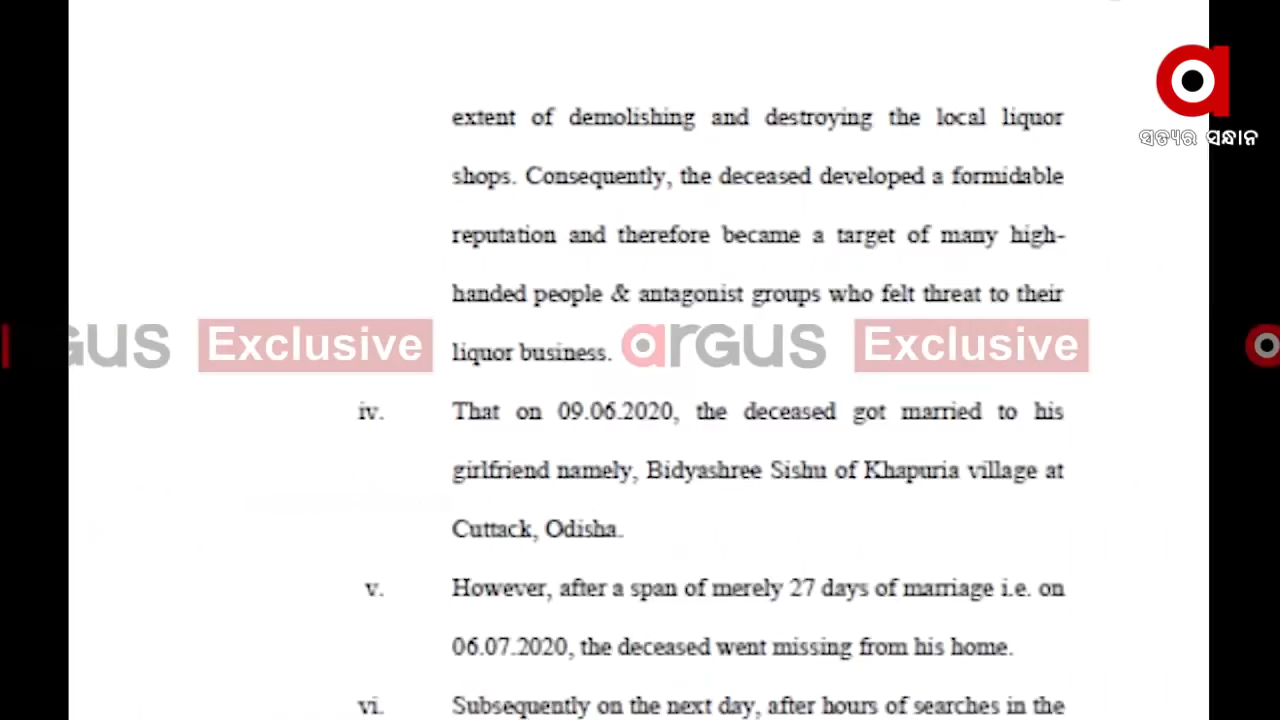 extent of demolishing and destroying the local liquor
ସତ୍ୟର ସନ୍ଧାନ
shops. Consequently, the deceased developed a formidable
reputation and therefore became a target of many high-
handed people & antagonist groups who felt threat to their
liquor business.
argus Exclusive
argus Exclusive
iv. That on 09.06.2020, the deceased got married to his
girlfriend namely, Bidyashree Sishu of Khapuria village at
Cuttack, Odisha.
v. However, after a span of merely 27 days of marriage i.e. on
06.07.2020, the deceased went missing from his home.
vi. Subsequently on the next day, after hours of searches in the